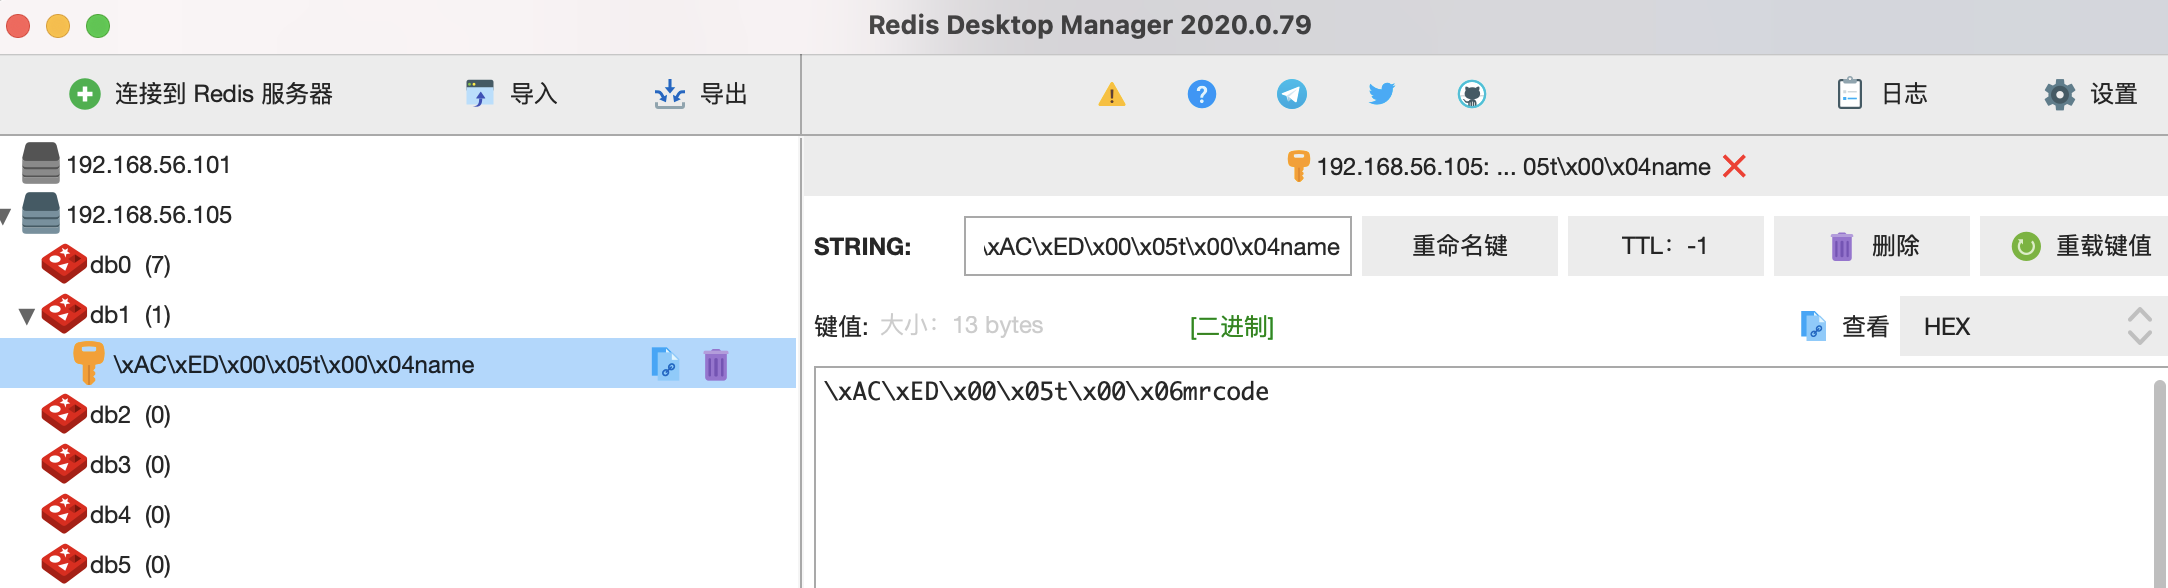 Redis Desktop Manager 2020.0.79
连接到 Redis 服务器 导入 导出 日志 设置
192.168.56.101
192.168.56.105
db0 (7)
db1 (1)
\xAC\xED\x00\x05t\x00\x04name
db2 (0)
db3 (0)
db4 (0)
db5 (0)
192.168.56.105: ... 05t\x00\x04name
STRING: \xAC\xED\x00\x05t\x00\x04name 重命名键 TTL: -1 删除 重载键值
键值: 大小: 13 bytes [二进制] 查看 HEX
\xAC\xED\x00\x05t\x00\x06mrcode